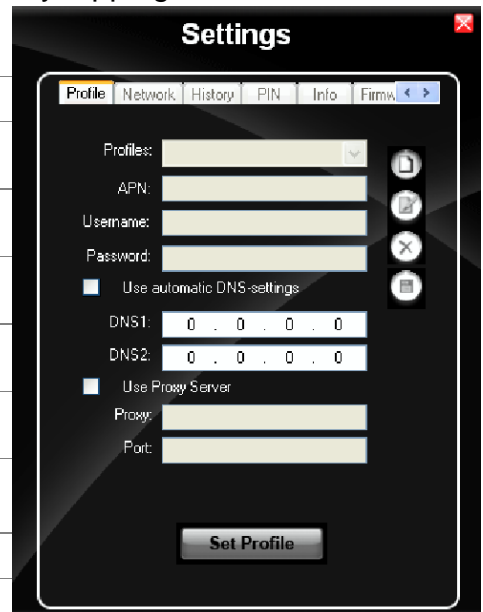 Settings
Profile Network History PIN Info Firmw
Profiles:
APN:
Username:
Password:
Use automatic DNS-settings
DNS1: 0 . 0 . 0 . 0
DNS2: 0 . 0 . 0 . 0
Use Proxy Server
Proxy:
Port:
Set Profile